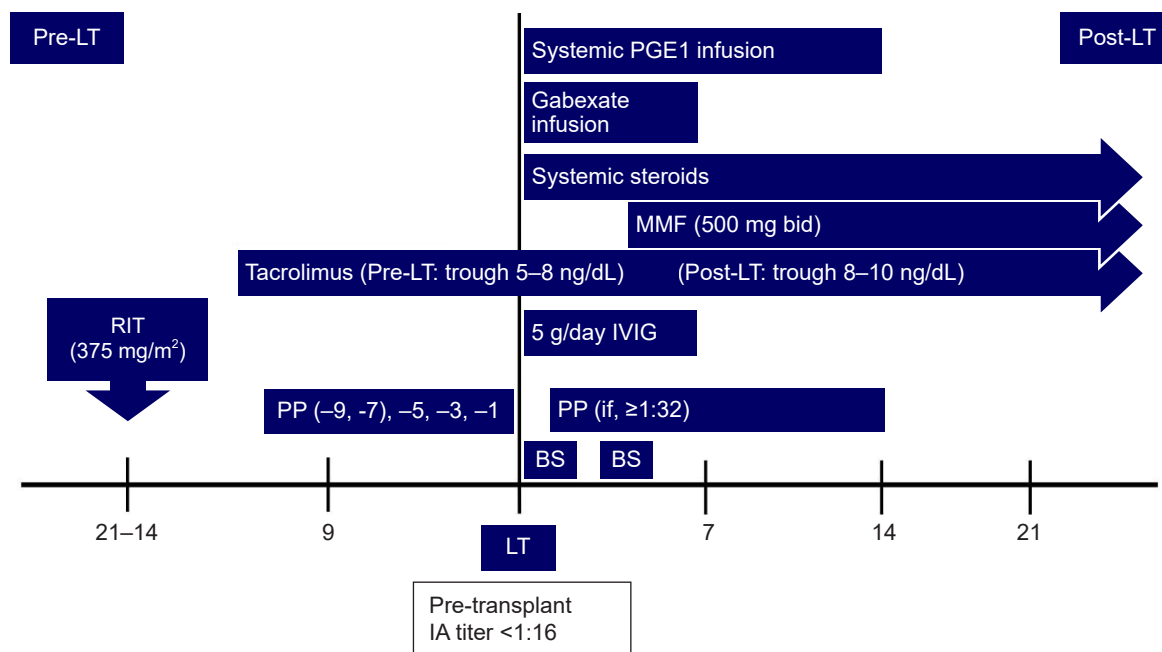 Pre-LT
Post-LT
Systemic PGE1 infusion
Gabexate
infusion
Systemic steroids
MMF (500 mg bid)
Tacrolimus (Pre-LT: trough 5–8 ng/dL) (Post-LT: trough 8–10 ng/dL)
RIT
(375 mg/m²)
5 g/day IVIG
PP (–9, -7), –5, –3, –1
PP (if, ≥1:32)
BS
BS
21–14
9
LT
7
14
21
Pre-transplant
IA titer <1:16